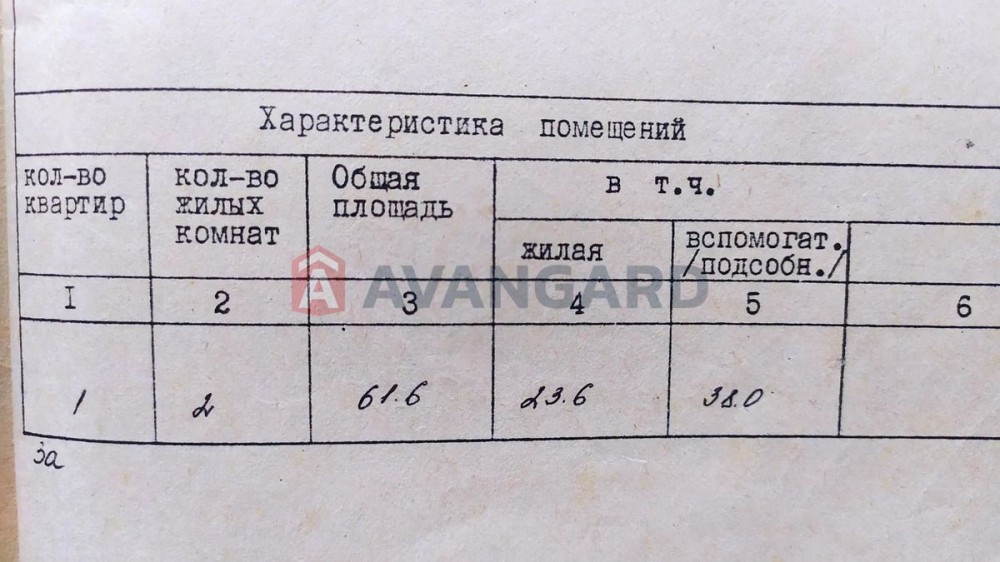 Характеристика помещений
кол-во
квартир
кол-во
жилых
комнат
Общая
площадь
в т.ч.
жилая
вспомогат.
/подсобн./
AVANGARD
I 2 3 4 5 6
1 2 61.6 23.6 38.0
за